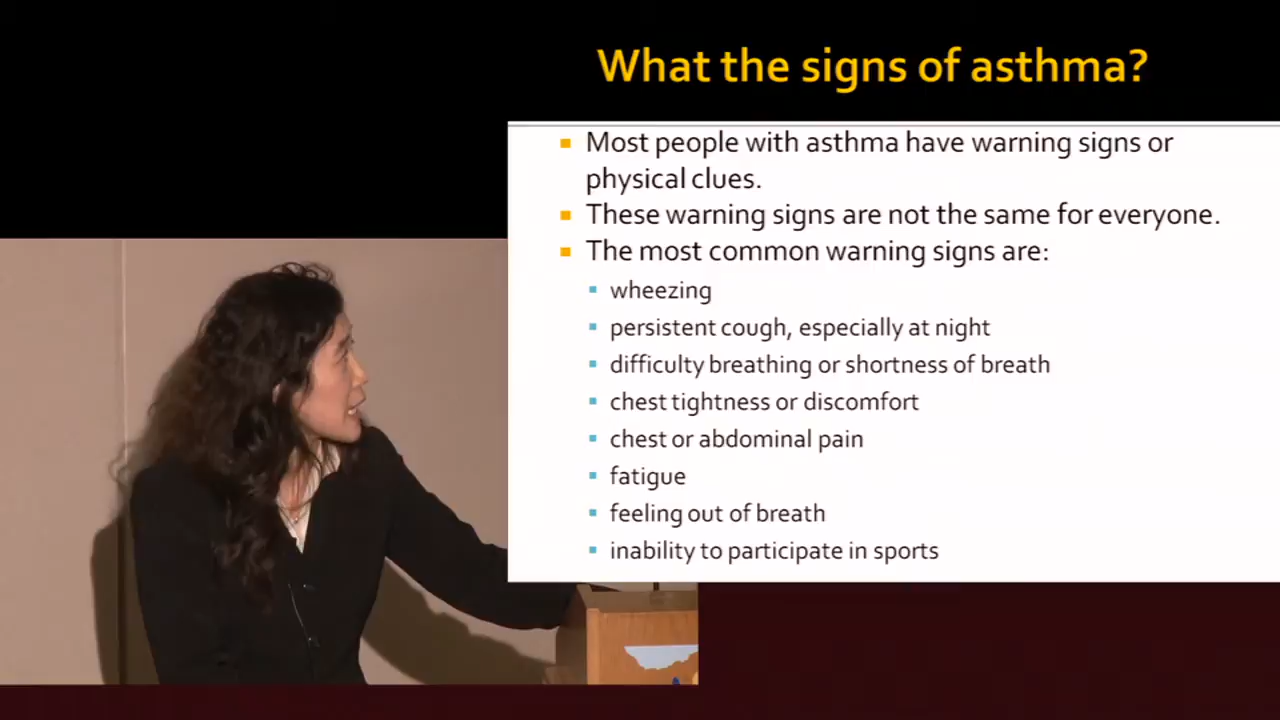 What the signs of asthma?
Most people with asthma have warning signs or
physical clues.
These warning signs are not the same for everyone.
The most common warning signs are:
wheezing
persistent cough, especially at night
difficulty breathing or shortness of breath
chest tightness or discomfort
chest or abdominal pain
fatigue
feeling out of breath
inability to participate in sports